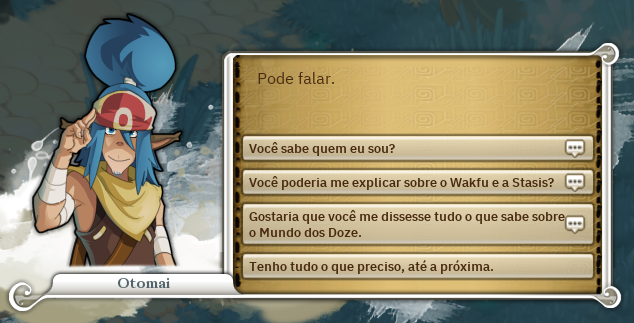 Pode falar.
Você sabe quem eu sou?
Você poderia me explicar sobre o Wakfu e a Stasis?
Gostaria que você me dissesse tudo o que sabe sobre
o Mundo dos Doze.
Tenho tudo o que preciso, até a próxima.
Otomai